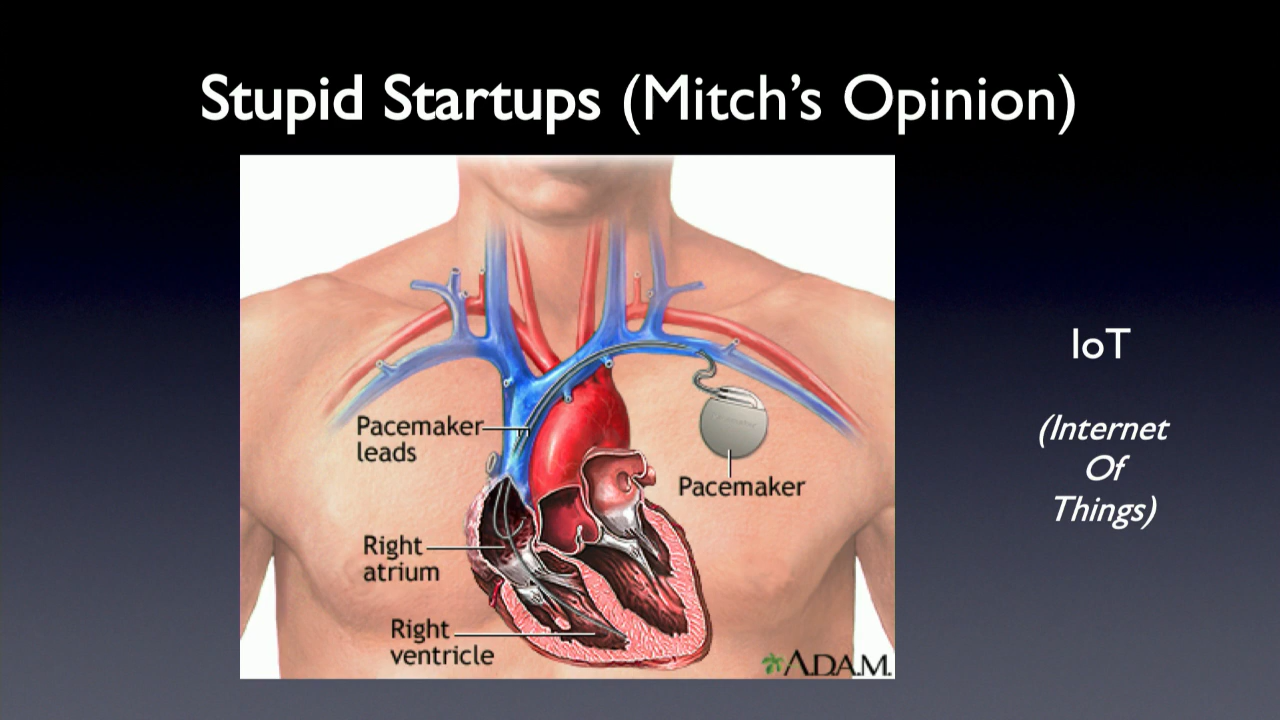 Stupid Startups (Mitch's Opinion)
Pacemaker
leads
Pacemaker
Right
atrium
Right
ventricle
A.D.A.M.
IoT
(Internet
Of
Things)